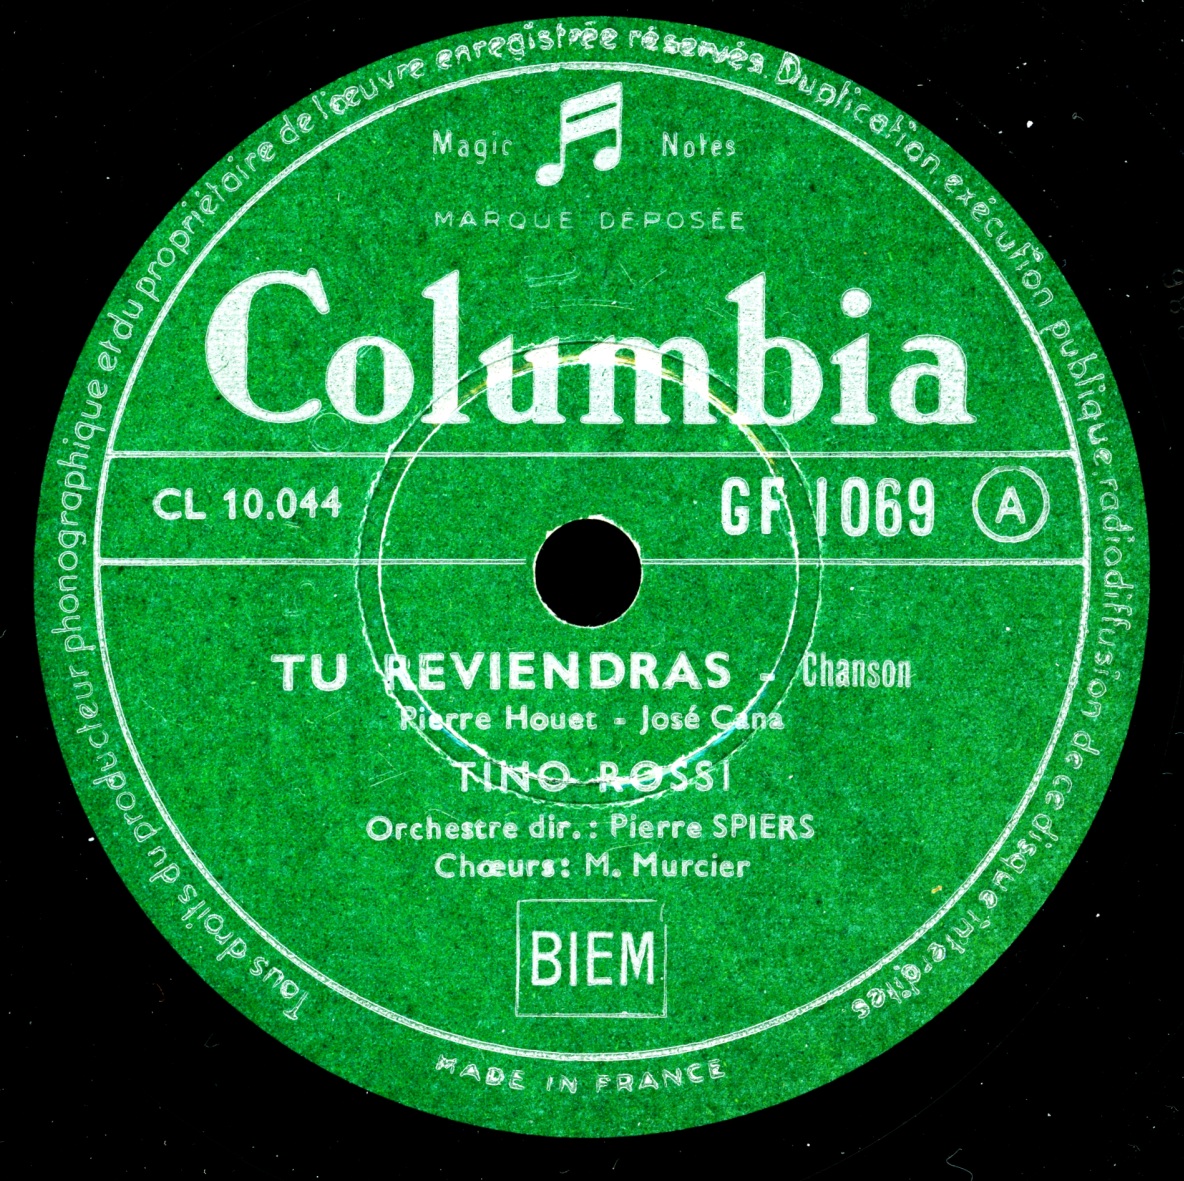 Tous droits du producteur phonographique et du propriétaire de l'œuvre enregistrée réservés. Duplication exécution publique radiodiffusion de ce disque interdites
Magic Notes
MARQUE DÉPOSÉE
Columbia
CL 10.044 GF 1069 A
TU REVIENDRAS - Chanson
Pierre Houet - José Cana
TINO ROSSI
Orchestre dir. : Pierre SPIERS
Chœurs : M. Murcier
BIEM
MADE IN FRANCE